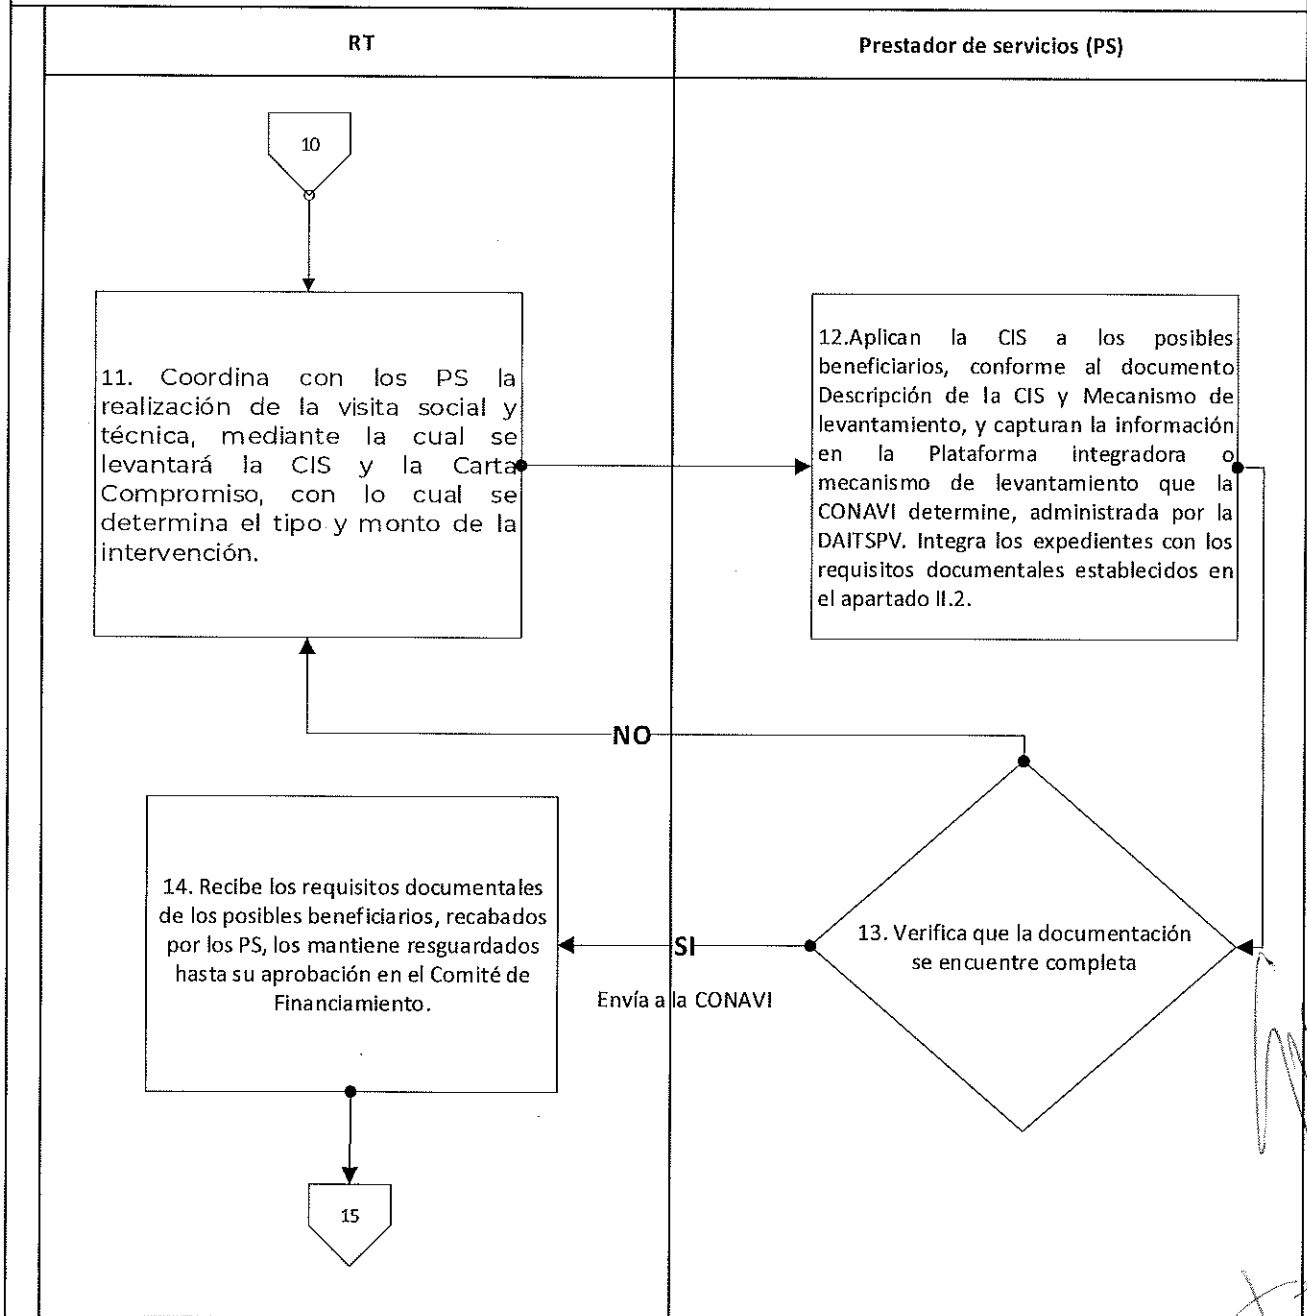 RT
Prestador de servicios (PS)
10
11. Coordina con los PS la
realización de la visita social y
técnica, mediante la cual se
levantará la CIS y la Carta
Compromiso, con lo cual se
determina el tipo y monto de la
intervención.
12.Aplican la CIS a los posibles
beneficiarios, conforme al documento
Descripción de la CIS y Mecanismo de
levantamiento, y capturan la información
en la Plataforma integradora o
mecanismo de levantamiento que la
CONAVI determine, administrada por la
DAITSPV. Integra los expedientes con los
requisitos documentales establecidos en
el apartado II.2.
NO
13. Verifica que la documentación
se encuentre completa
SI
Envía a la CONAVI
14. Recibe los requisitos documentales
de los posibles beneficiarios, recabados
por los PS, los mantiene resguardados
hasta su aprobación en el Comité de
Financiamiento.
15